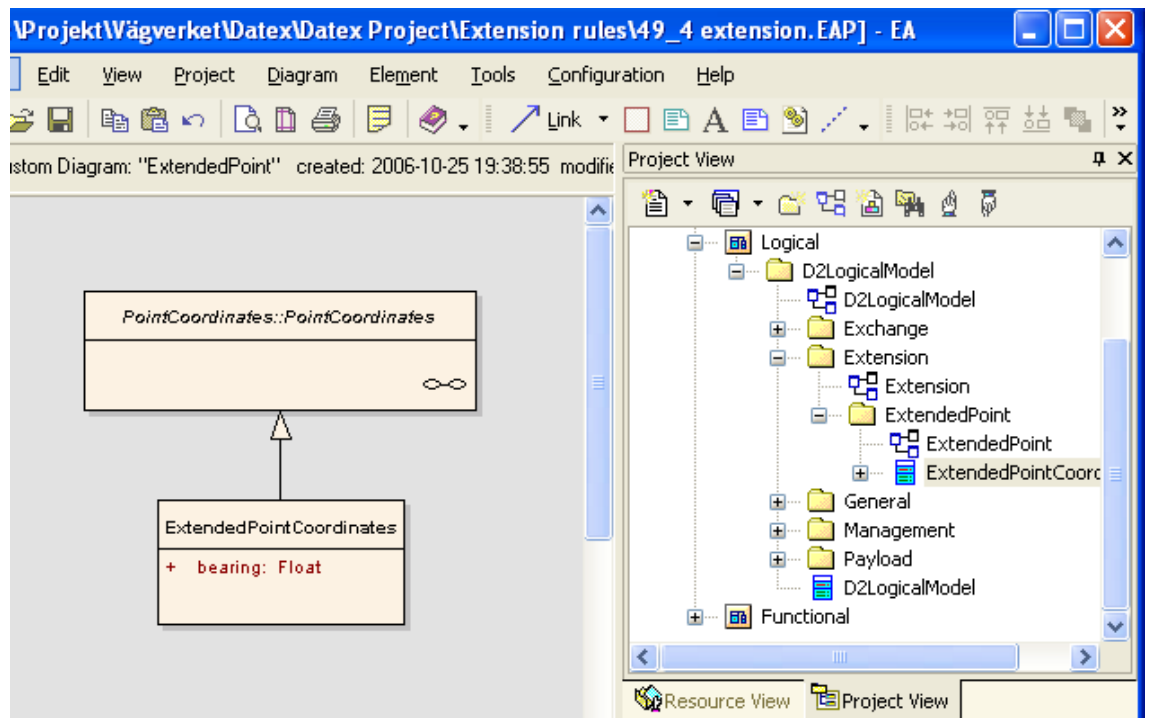 \Projekt\Vägverket\Datex\Datex Project\Extension rules\49_4 extension.EAP] - EA
Edit View Project Diagram Element Tools Configuration Help
Link A
stom Diagram: "ExtendedPoint" created: 2006-10-25 19:38:55 modifie
PointCoordinates::PointCoordinates
ExtendedPointCoordinates
+ bearing: Float
Project View
Logical
D2LogicalModel
D2LogicalModel
Exchange
Extension
Extension
ExtendedPoint
ExtendedPoint
ExtendedPointCoorc
General
Management
Payload
D2LogicalModel
Functional
Resource View Project View